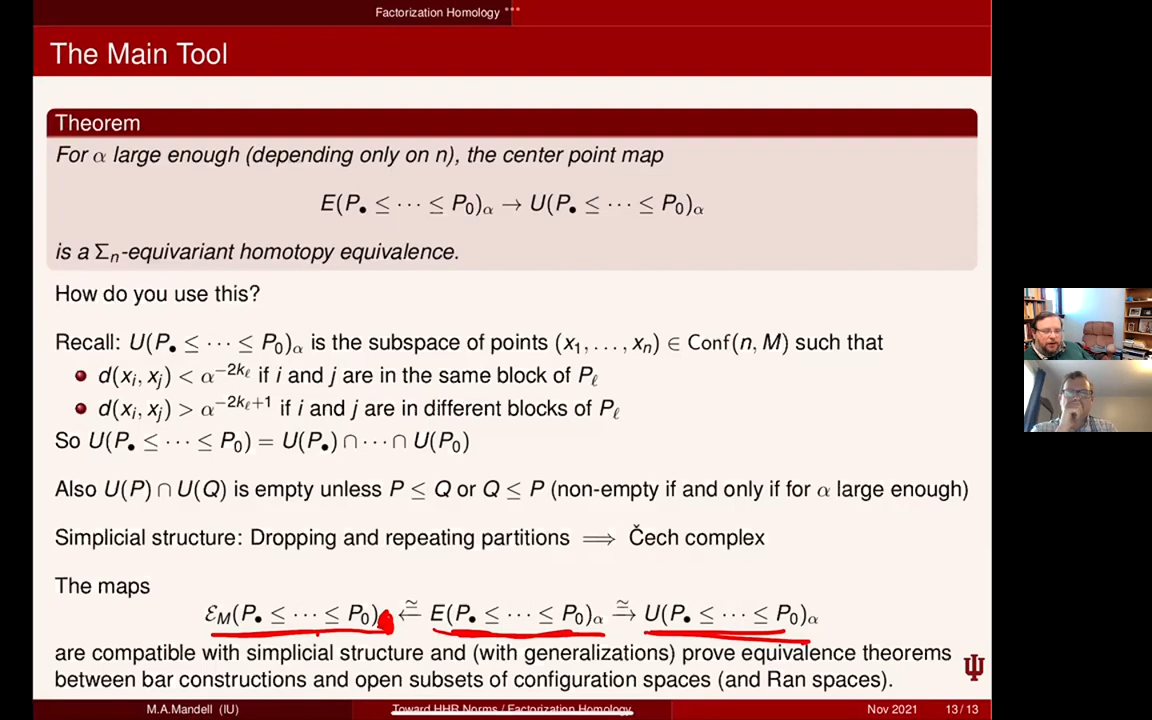 Factorization Homology
The Main Tool
Theorem
For α large enough (depending only on n), the center point map
E(P• ≤ ··· ≤ P₀)α → U(P• ≤ ··· ≤ P₀)α
is a Σn-equivariant homotopy equivalence.
How do you use this?
Recall: U(P• ≤ ··· ≤ P₀)α is the subspace of points (x₁, . . . , xn) ∈ Conf(n, M) such that
d(xi, xj) < α^{-2kℓ} if i and j are in the same block of Pℓ
d(xi, xj) > α^{-2kℓ+1} if i and j are in different blocks of Pℓ
So U(P• ≤ ··· ≤ P₀) = U(P•) ∩ ··· ∩ U(P₀)
Also U(P) ∩ U(Q) is empty unless P ≤ Q or Q ≤ P (non-empty if and only if for α large enough)
Simplicial structure: Dropping and repeating partitions ⟹ Čech complex
The maps
ℰM(P• ≤ ··· ≤ P₀) ←≃ E(P• ≤ ··· ≤ P₀)α →≃ U(P• ≤ ··· ≤ P₀)α
are compatible with simplicial structure and (with generalizations) prove equivalence theorems
between bar constructions and open subsets of configuration spaces (and Ran spaces).
M.A.Mandell (IU) Toward HHR Norms / Factorization Homology Nov 2021 13 / 13